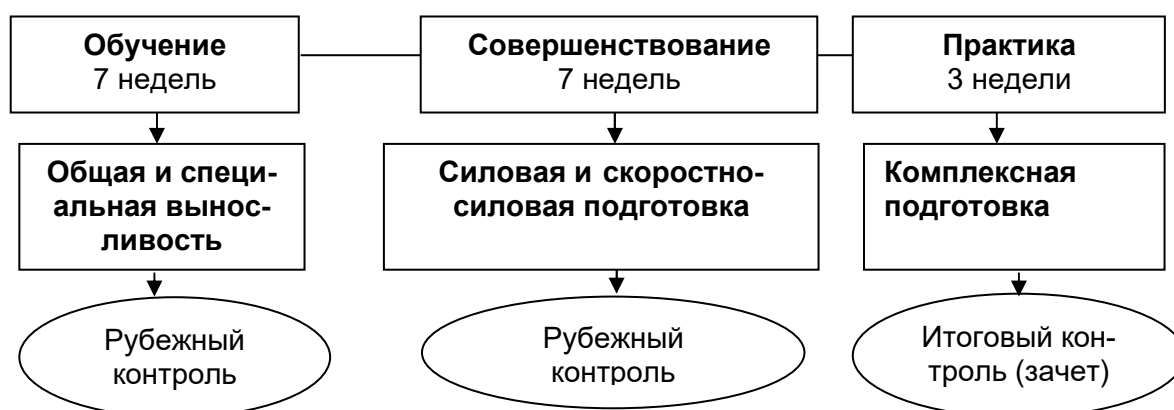 Обучение
7 недель
Совершенствование
7 недель
Практика
3 недели
Общая и специ-
альная вынос-
ливость
Силовая и скоростно-
силовая подготовка
Комплексная
подготовка
Рубежный
контроль
Рубежный
контроль
Итоговый кон-
троль (зачет)